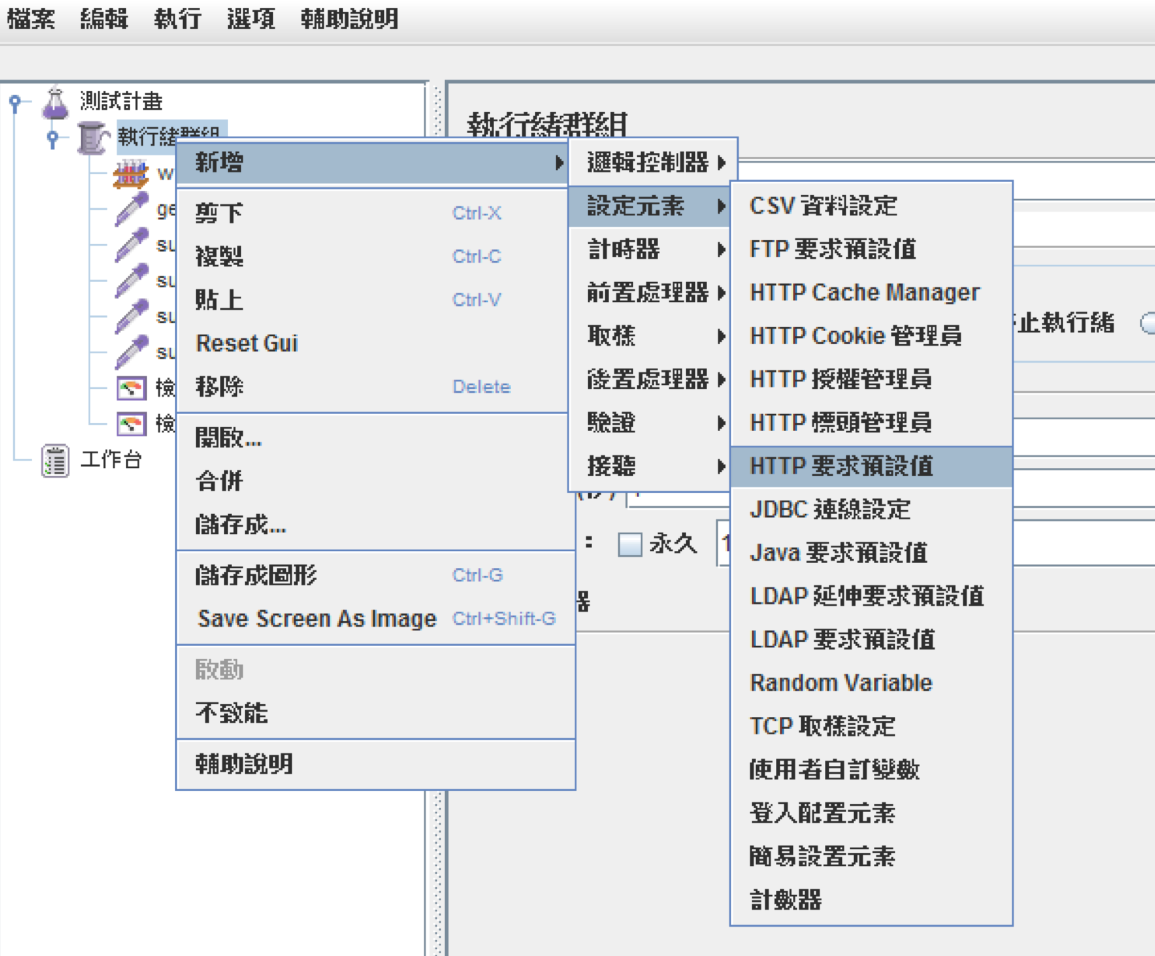 檔案 編輯 執行 選項 輔助說明
測試計畫
執行緒群組
w
ge
su
su
su
su
檢
檢
工作台
執行緒群組
止執行緒
:
永久
1
器
新增
剪下 Ctrl-X
複製 Ctrl-C
貼上 Ctrl-V
Reset Gui
移除 Delete
開啟...
合併
儲存成...
儲存成圖形 Ctrl-G
Save Screen As Image Ctrl+Shift-G
啟動
不致能
輔助說明
邏輯控制器
設定元素
計時器
前置處理器
取樣
後置處理器
驗證
接聽
CSV 資料設定
FTP 要求預設值
HTTP Cache Manager
HTTP Cookie 管理員
HTTP 授權管理員
HTTP 標頭管理員
HTTP 要求預設值
JDBC 連線設定
Java 要求預設值
LDAP 延伸要求預設值
LDAP 要求預設值
Random Variable
TCP 取樣設定
使用者自訂變數
登入配置元素
簡易設置元素
計數器